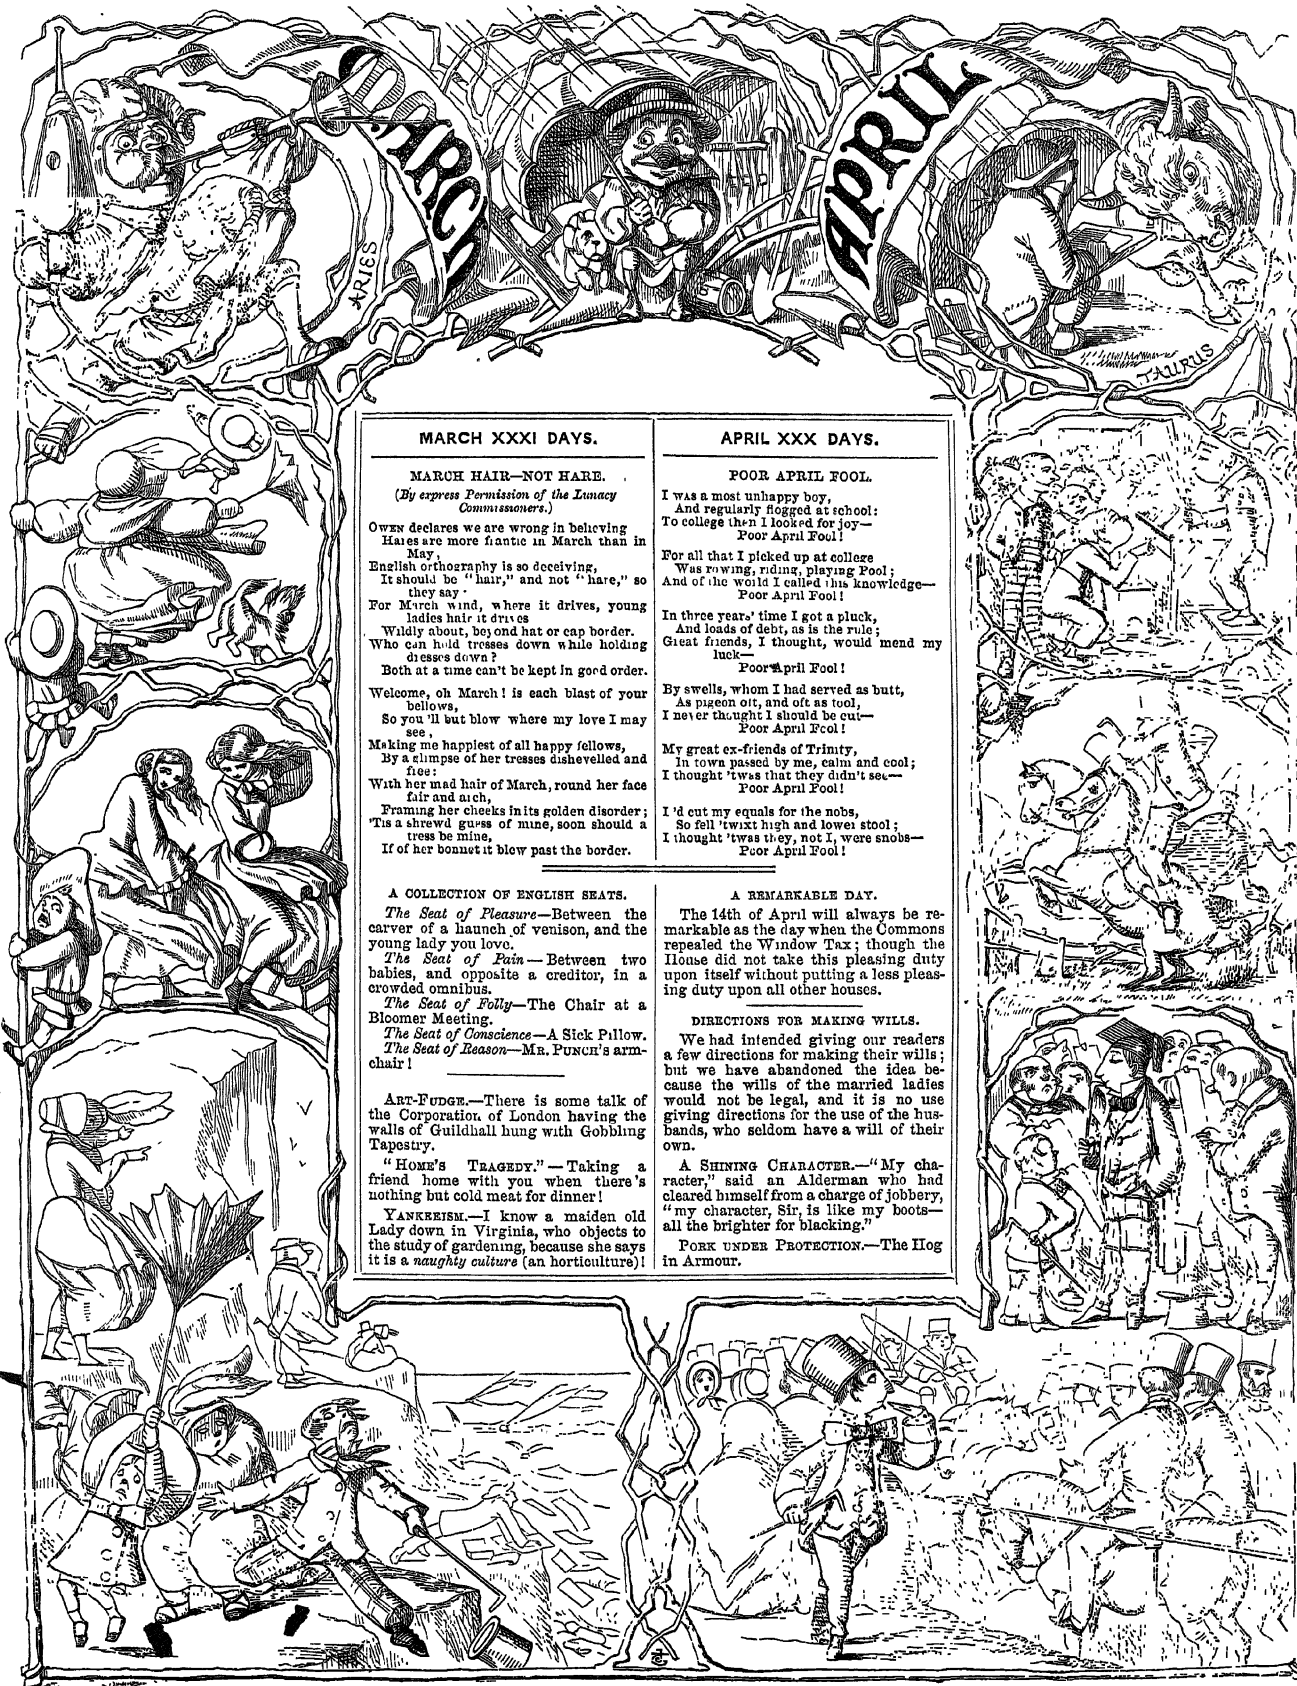 MARCH
APRIL
ARIES
TAURUS
MARCH XXXI DAYS.
MARCH HAIR—NOT HARE.
(By express Permission of the Lunacy
Commissioners.)
OWEN declares we are wrong in believing
Hares are more frantic in March than in
May,
English orthography is so deceiving,
It should be "hair," and not "hare," so
they say.
For March wind, where it drives, young
ladies hair it drives
Wildly about, beyond hat or cap border.
Who can hold tresses down while holding
dresses down?
Both at a time can't be kept in good order.
Welcome, oh March! is each blast of your
bellows,
So you'll but blow where my love I may
see,
Making me happiest of all happy fellows,
By a glimpse of her tresses dishevelled and
free:
With her mad hair of March, round her face
fair and arch,
Framing her cheeks in its golden disorder;
'Tis a shrewd guess of mine, soon should a
tress be mine,
If of her bonnet it blow past the border.
A COLLECTION OF ENGLISH SEATS.
The Seat of Pleasure—Between the
carver of a haunch of venison, and the
young lady you love.
The Seat of Pain—Between two
babies, and opposite a creditor, in a
crowded omnibus.
The Seat of Folly—The Chair at a
Bloomer Meeting.
The Seat of Conscience—A Sick Pillow.
The Seat of Reason—MR. PUNCH'S arm-
chair!
ART-FUDGE.—There is some talk of
the Corporation of London having the
walls of Guildhall hung with Gobbling
Tapestry.
"HOME'S TRAGEDY."—Taking a
friend home with you when there's
nothing but cold meat for dinner!
YANKEEISM.—I know a maiden old
Lady down in Virginia, who objects to
the study of gardening, because she says
it is a naughty culture (an horticulture)!
APRIL XXX DAYS.
POOR APRIL FOOL.
I WAS a most unhappy boy,
And regularly flogged at school:
To college then I looked for joy—
Poor April Fool!
For all that I picked up at college
Was rowing, riding, playing Pool;
And of the world I called this knowledge—
Poor April Fool!
In three years' time I got a pluck,
And loads of debt, as is the rule;
Great friends, I thought, would mend my
luck—
Poor April Fool!
By swells, whom I had served as butt,
As pigeon oft, and oft as tool,
I never thought I should be cut—
Poor April Fool!
My great ex-friends of Trinity,
In town passed by me, calm and cool;
I thought 'twas that they didn't see—
Poor April Fool!
I'd cut my equals for the nobs,
So fell 'twixt high and lower stool;
I thought 'twas they, not I, were snobs—
Poor April Fool!
A REMARKABLE DAY.
The 14th of April will always be re-
markable as the day when the Commons
repealed the Window Tax; though the
House did not take this pleasing duty
upon itself without putting a less pleas-
ing duty upon all other houses.
DIRECTIONS FOR MAKING WILLS.
We had intended giving our readers
a few directions for making their wills;
but we have abandoned the idea be-
cause the wills of the married ladies
would not be legal, and it is no use
giving directions for the use of the hus-
bands, who seldom have a will of their
own.
A SHINING CHARACTER.—"My cha-
racter," said an Alderman who had
cleared himself from a charge of jobbery,
"my character, Sir, is like my boots—
all the brighter for blacking."
PORK UNDER PROTECTION.—The Hog
in Armour.